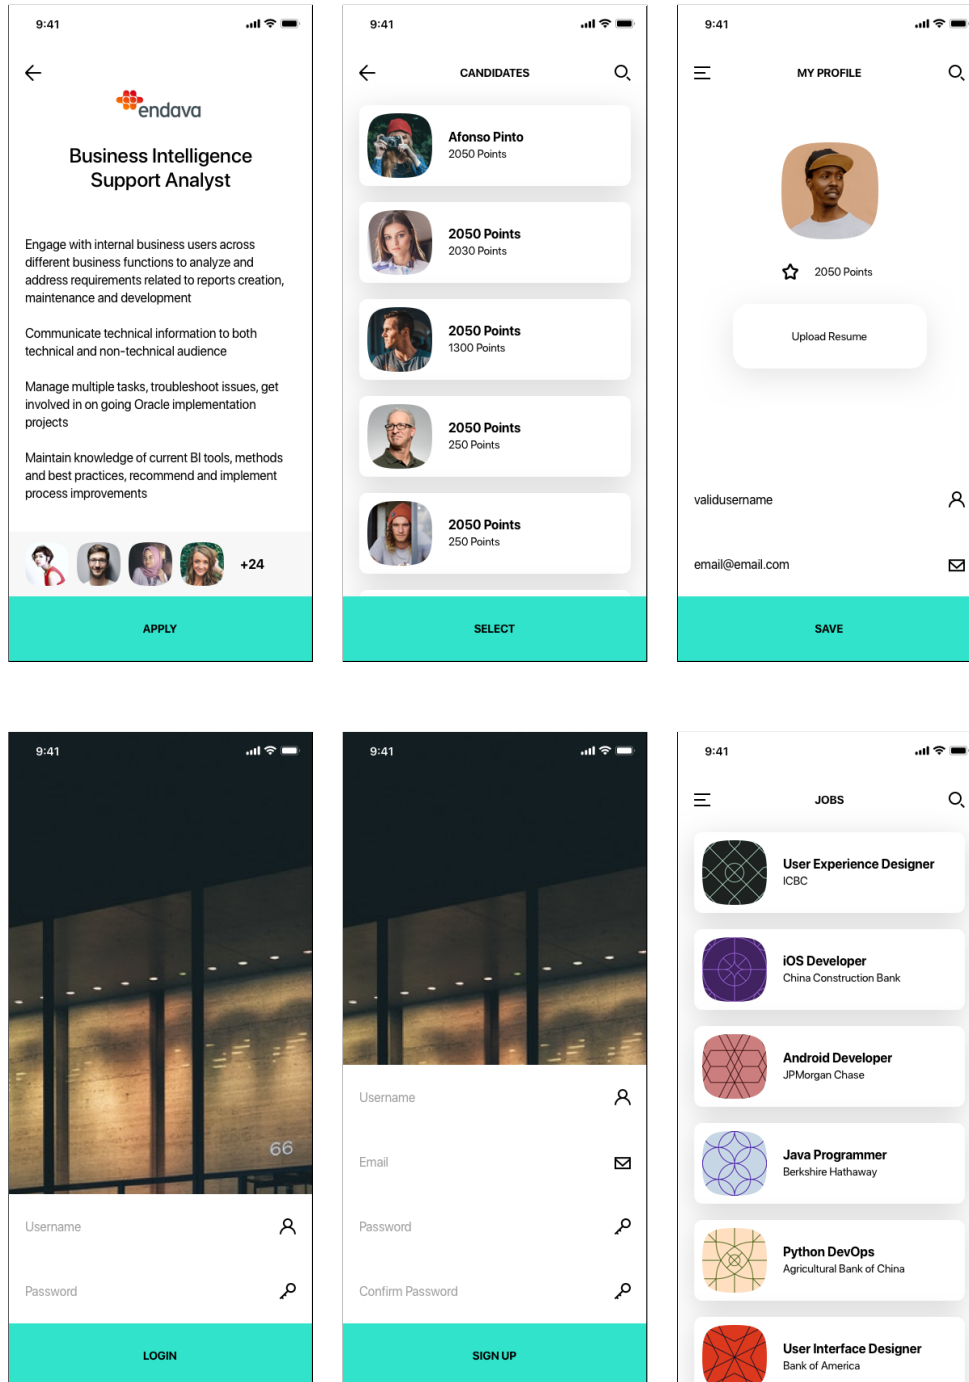 9:41
endava
Business Intelligence
Support Analyst
Engage with internal business users across
different business functions to analyze and
address requirements related to reports creation,
maintenance and development
Communicate technical information to both
technical and non-technical audience
Manage multiple tasks, troubleshoot issues, get
involved in on going Oracle implementation
projects
Maintain knowledge of current BI tools, methods
and best practices, recommend and implement
process improvements
+24
APPLY
9:41
CANDIDATES
Afonso Pinto
2050 Points
2050 Points
2030 Points
2050 Points
1300 Points
2050 Points
250 Points
2050 Points
250 Points
SELECT
9:41
MY PROFILE
2050 Points
Upload Resume
validusername
email@email.com
SAVE
9:41
66
Username
Password
LOGIN
9:41
Username
Email
Password
Confirm Password
SIGN UP
9:41
JOBS
User Experience Designer
ICBC
iOS Developer
China Construction Bank
Android Developer
JPMorgan Chase
Java Programmer
Berkshire Hathaway
Python DevOps
Agricultural Bank of China
User Interface Designer
Bank of America